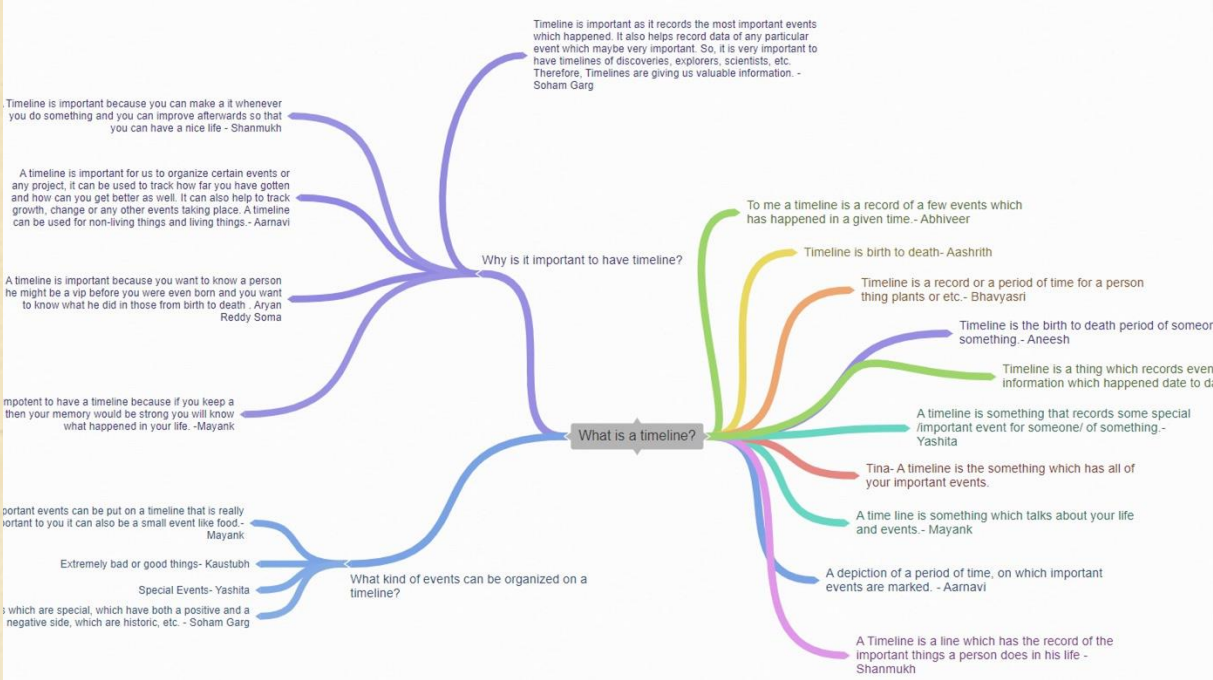 Timeline is important as it records the most important events
which happened. It also helps record data of any particular
event which maybe very important. So, it is very important to
have timelines of discoveries, explorers, scientists, etc.
Therefore, Timelines are giving us valuable information. -
Soham Garg
Timeline is important because you can make a it whenever
you do something and you can improve afterwards so that
you can have a nice life - Shanmukh
A timeline is important for us to organize certain events or
any project, it can be used to track how far you have gotten
and how can you get better as well. It can also help to track
growth, change or any other events taking place. A timeline
can be used for non-living things and living things.- Aarnavi
A timeline is important because you want to know a person
he might be a vip before you were even born and you want
to know what he did in those from birth to death . Aryan
Reddy Soma
to have a timeline because if you keep a
then your memory would be strong you will know
what happened in your life. -Mayank
Why is it important to have timeline?
What is a timeline?
events can be put on a timeline that is really
to you it can also be a small event like food.-
Mayank
Extremely bad or good things- Kaustubh
Special Events- Yashita
which are special, which have both a positive and a
negative side, which are historic, etc. - Soham Garg
What kind of events can be organized on a
timeline?
To me a timeline is a record of a few events which
has happened in a given time.- Abhiveer
Timeline is birth to death- Aashrith
Timeline is a record or a period of time for a person
thing plants or etc.- Bhavyasri
Timeline is the birth to death period of
something.- Aneesh
Timeline is a thing which records
information which happened date to
A timeline is something that records some special
/important event for someone/ of something.-
Yashita
Tina- A timeline is the something which has all of
your important events.
A time line is something which talks about your life
and events.- Mayank
A depiction of a period of time, on which important
events are marked. - Aarnavi
A Timeline is a line which has the record of the
important things a person does in his life -
Shanmukh